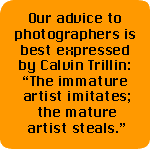 Our advice to
photographers is
best expressed
by Calvin Trillin:
“The immature
artist imitates;
the mature
artist steals.”